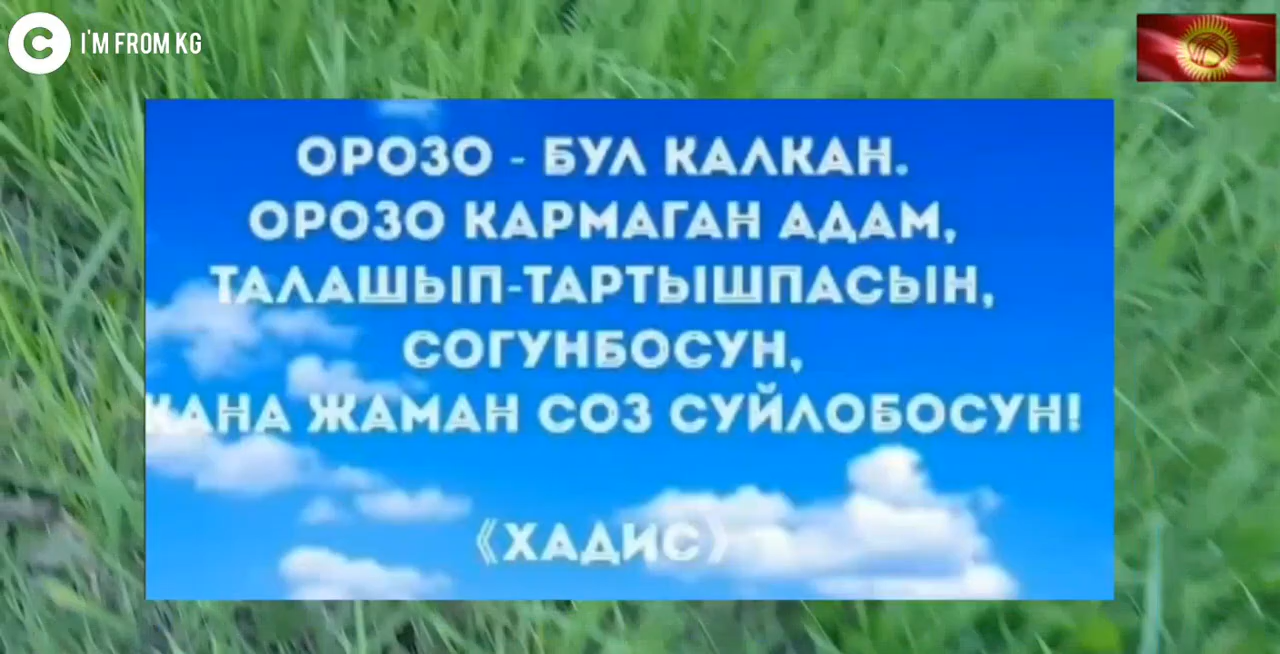 I'M FROM KG
ОРОЗО - БУЛ КАЛКАН.
ОРОЗО КАРМАГАН АДАМ,
ТАЛАШЫП-ТАРТЫШПАСЫН,
СОГУНБОСУН,
ЖАНА ЖАМАН СОЗ СУЙЛОБОСУН!
《ХАДИС》